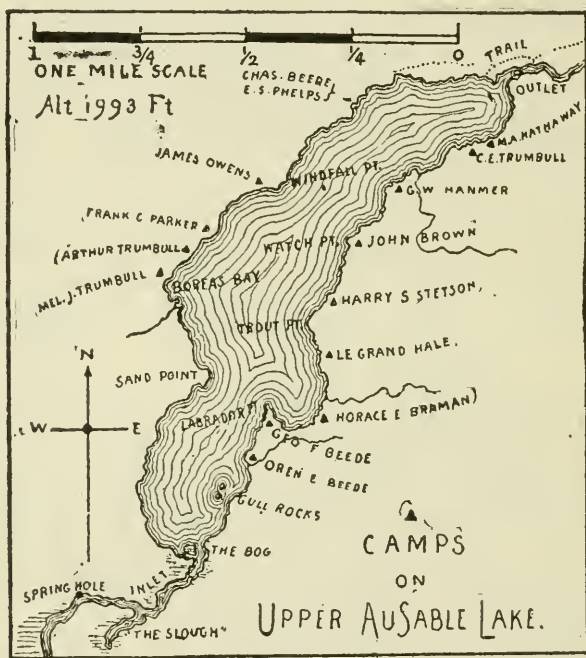 1 3/4 1/2 1/4 0
ONE MILE SCALE
Alt 1993 Ft
TRAIL
OUTLET
CHAS. BEEDE,
E. S. PHELPS
M.A. HATHAWAY
C.E. TRUMBULL
JAMES OWENS
WINDFALL PT.
G.W HANMER
FRANK C PARKER
WATCH PT.
JOHN BROWN
(ARTHUR TRUMBULL
MEL. J. TRUMBULL
BOREAS BAY
HARRY S STETSON,
TROUT PT.
LE GRAND HALE.
N
SAND POINT
W
E
LABRADOR PT
HORACE E BRAMAN)
GEO F BEEDE
OREN E BEEDE
GULL ROCKS
THE BOG
CAMPS
ON
UPPER AUSABLE LAKE.
INLET
SPRING HOLE
"THE SLOUGH"